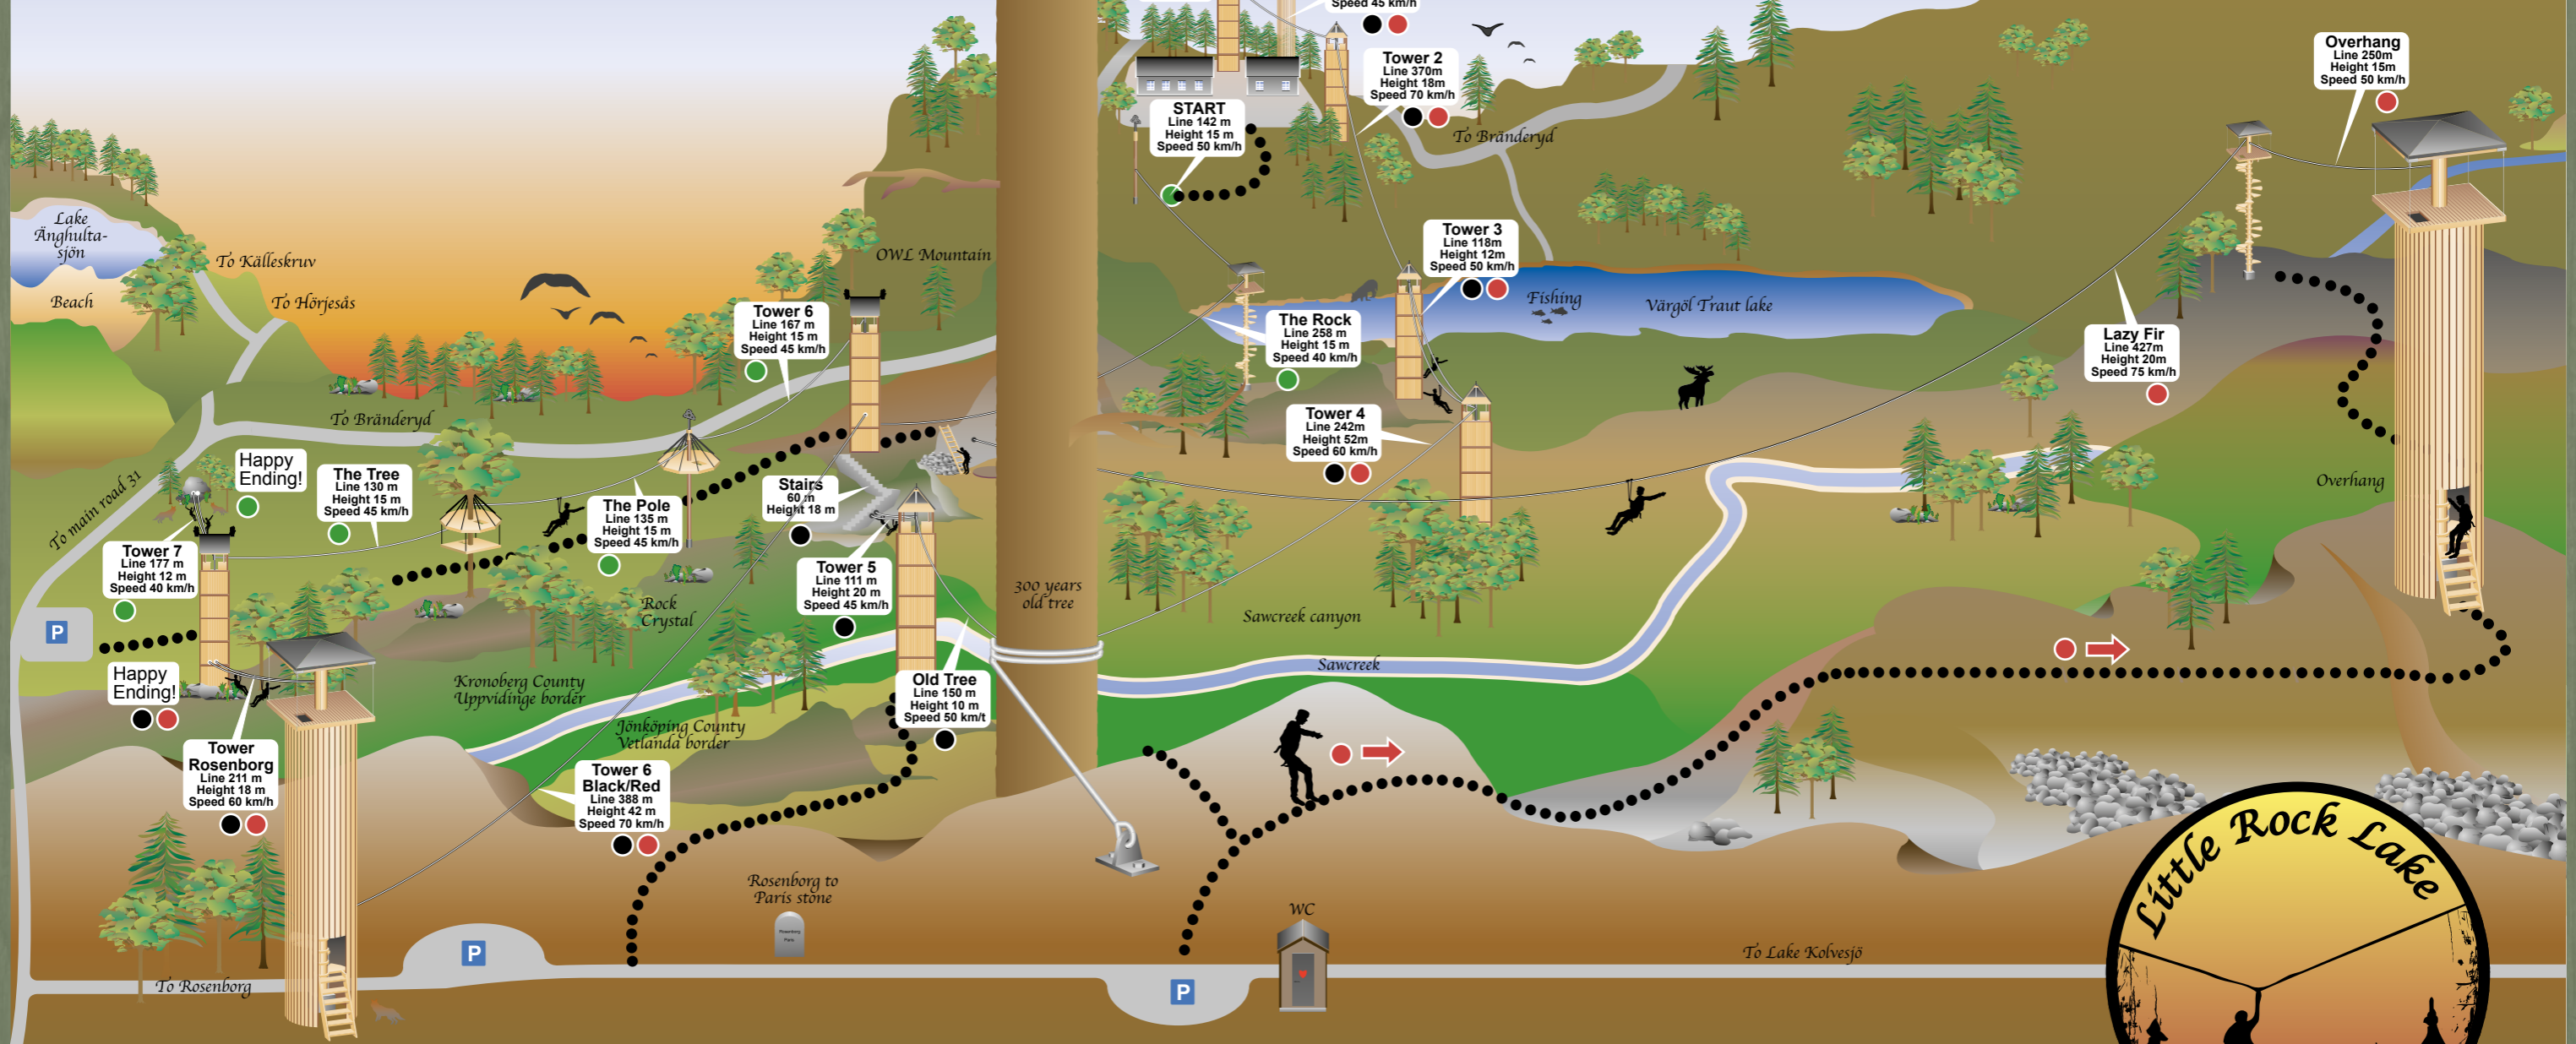 Speed 45 km/h
Tower 2
Line 370m
Height 18m
Speed 70 km/h
START
Line 142 m
Height 15 m
Speed 50 km/h
To Bränderyd
Overhang
Line 250m
Height 15m
Speed 50 km/h
Lake
Änghulta-
sjön
Beach
To Källeskruv
To Hörjesås
OWL Mountain
Tower 6
Line 167 m
Height 15 m
Speed 45 km/h
Tower 3
Line 118m
Height 12m
Speed 50 km/h
Fishing
Värgöl Traut lake
The Rock
Line 258 m
Height 15 m
Speed 40 km/h
Lazy Fir
Line 427m
Height 20m
Speed 75 km/h
To Bränderyd
Tower 4
Line 242m
Height 52m
Speed 60 km/h
To main road 31
Happy
Ending!
The Tree
Line 130 m
Height 15 m
Speed 45 km/h
The Pole
Line 135 m
Height 15 m
Speed 45 km/h
Stairs
60 m
Height 18 m
Overhang
Tower 7
Line 177 m
Height 12 m
Speed 40 km/h
Tower 5
Line 111 m
Height 20 m
Speed 45 km/h
300 years
old tree
Rock
Crystal
Sawcreek canyon
P
Sawcreek
Happy
Ending!
Kronoberg County
Uppvidinge border
Old Tree
Line 150 m
Height 10 m
Speed 50 km/t
Jönköping County
Vetlanda border
Tower
Rosenborg
Line 211 m
Height 18 m
Speed 60 km/h
Tower 6
Black/Red
Line 388 m
Height 42 m
Speed 70 km/h
Rosenborg to
Paris stone
Rosenborg
Paris
WC
P
To Rosenborg
P
To Lake Kolvesjö
Little Rock Lake